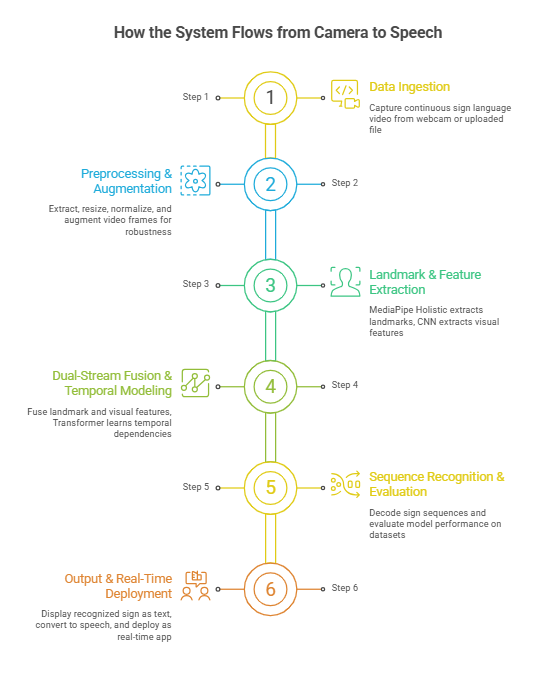 How the System Flows from Camera to Speech
Step 1
1
Data Ingestion
Capture continuous sign language
video from webcam or uploaded
file
Preprocessing &
Augmentation
Extract, resize, normalize, and
augment video frames for
robustness
2
Step 2
Step 3
3
Landmark & Feature
Extraction
MediaPipe Holistic extracts
landmarks, CNN extracts visual
features
Dual-Stream Fusion &
Temporal Modeling
Fuse landmark and visual features,
Transformer learns temporal
dependencies
4
Step 4
Step 5
5
Sequence Recognition &
Evaluation
Decode sign sequences and
evaluate model performance on
datasets
Output & Real-Time
Deployment
Display recognized sign as text,
convert to speech, and deploy as
real-time app
6
Step 6